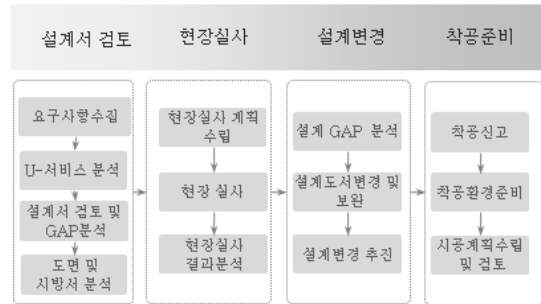 설계서 검토
현장실사
설계변경
착공준비
요구사항수집
U-서비스 분석
설계서 검토 및
GAP분석
도면 및
시방서 분석
현장실사 계획
수립
현장 실사
현장실사
결과분석
설계 GAP 분석
설계도서변경 및
보완
설계변경 추진
착공신고
착공환경준비
시공계획수립
및 검토